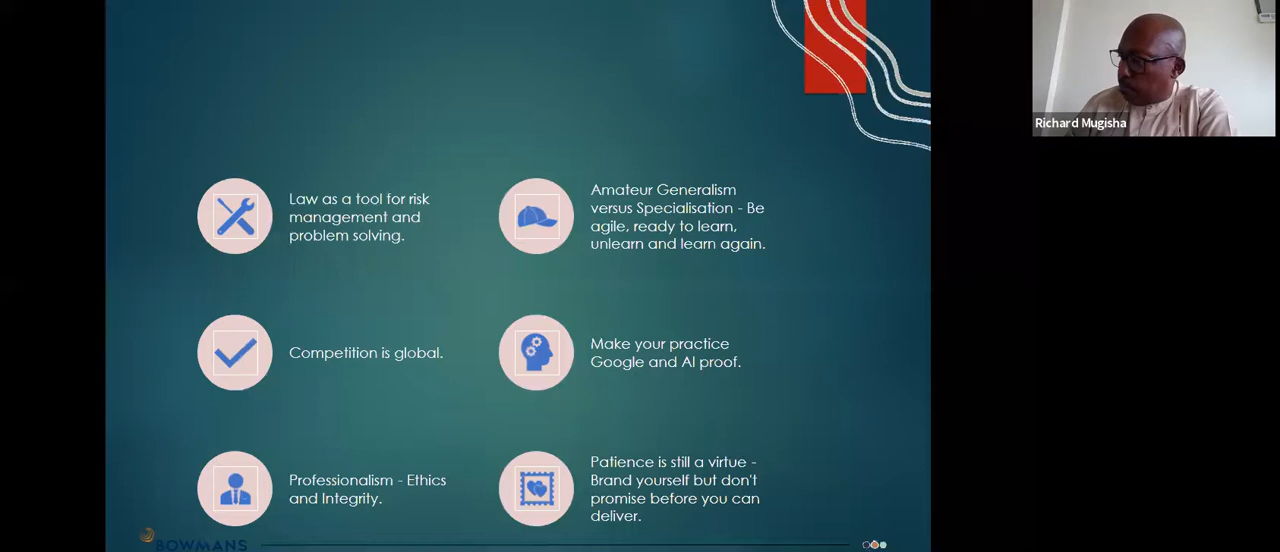 Richard Mugisha
Law as a tool for risk
management and
problem solving.
Amateur Generalism
versus Specialisation - Be
agile, ready to learn,
unlearn and learn again.
Competition is global.
Make your practice
Google and AI proof.
Professionalism - Ethics
and Integrity.
Patience is still a virtue -
Brand yourself but don't
promise before you can
deliver.
BOWMANS